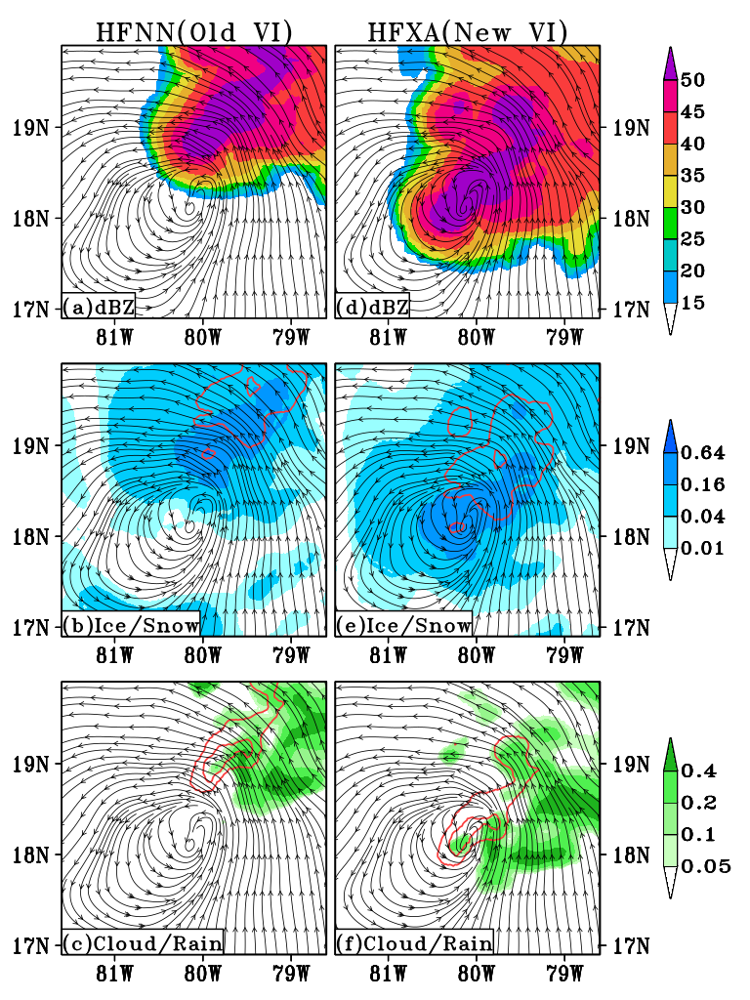 HFNN(Old VI) HFXA(New VI)
19N
18N
17N
(a)dBZ
81W 80W 79W
19N
18N
17N
(d)dBZ
81W 80W 79W
50
45
40
35
30
25
20
15
19N
18N
17N
(b)Ice/Snow
81W 80W 79W
19N
18N
17N
(e)Ice/Snow
81W 80W 79W
0.64
0.16
0.04
0.01
19N
18N
17N
(c)Cloud/Rain
81W 80W 79W
19N
18N
17N
(f)Cloud/Rain
81W 80W 79W
0.4
0.2
0.1
0.05